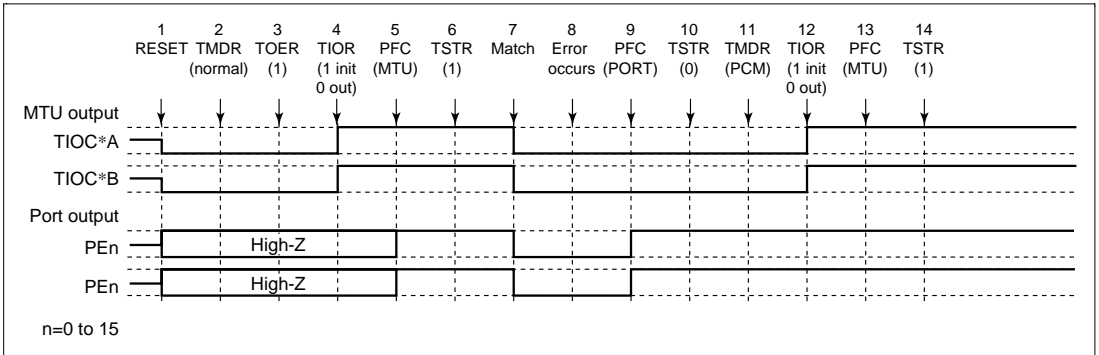 1 2 3 4 5 6 7 8 9 10 11 12 13 14
RESET TMDR TOER TIOR PFC TSTR Match Error PFC TSTR TMDR TIOR PFC TSTR
(normal) (1) (1 init (MTU) (1) occurs (PORT) (0) (PCM) (1 init (MTU) (1)
0 out) 0 out)
MTU output
TIOC*A
TIOC*B
Port output
PEn High-Z
PEn High-Z
n=0 to 15